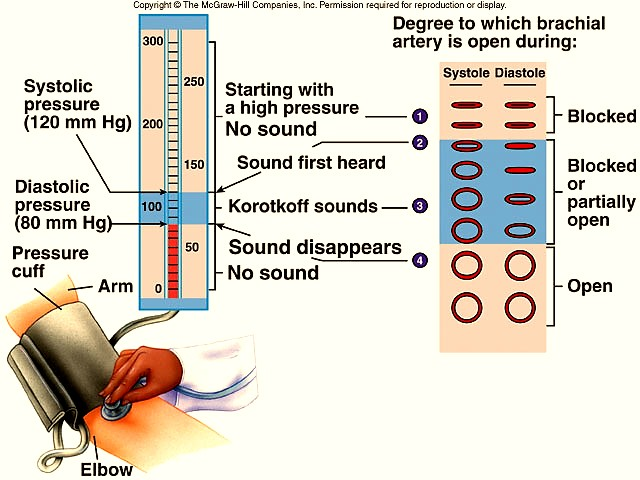 Copyright © The McGraw-Hill Companies, Inc. Permission required for reproduction or display.
Degree to which brachial
artery is open during:
Systole Diastole
300
250
200
150
100
50
0
Systolic
pressure
(120 mm Hg)
Diastolic
pressure
(80 mm Hg)
Pressure
cuff
Arm
Elbow
Starting with
a high pressure
No sound
Sound first heard
Korotkoff sounds
Sound disappears
No sound
1
2
3
4
Blocked
Blocked
or
partially
open
Open